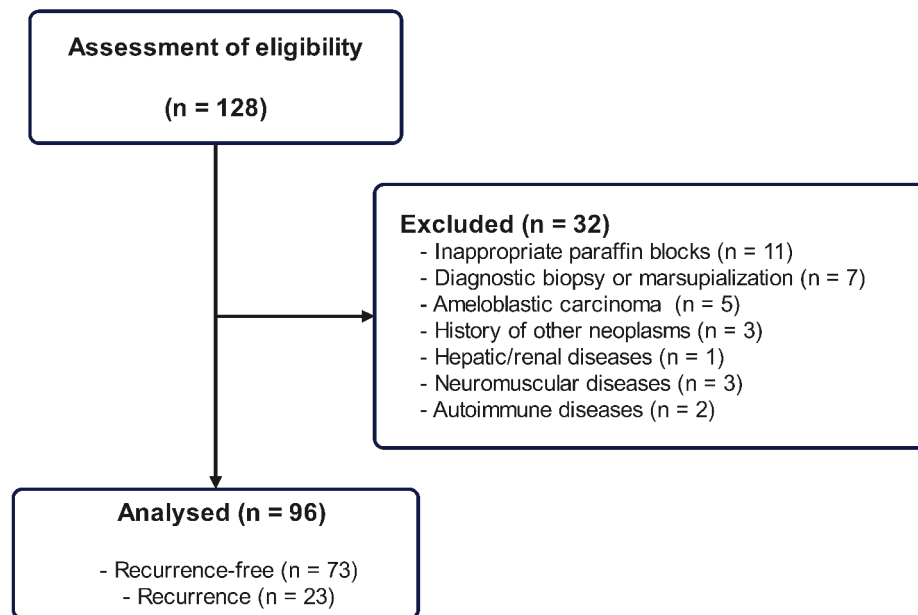 Assessment of eligibility
(n = 128)
Excluded (n = 32)
- Inappropriate paraffin blocks (n = 11)
- Diagnostic biopsy or marsupialization (n = 7)
- Ameloblastic carcinoma (n = 5)
- History of other neoplasms (n = 3)
- Hepatic/renal diseases (n = 1)
- Neuromuscular diseases (n = 3)
- Autoimmune diseases (n = 2)
Analysed (n = 96)
- Recurrence-free (n = 73)
- Recurrence (n = 23)